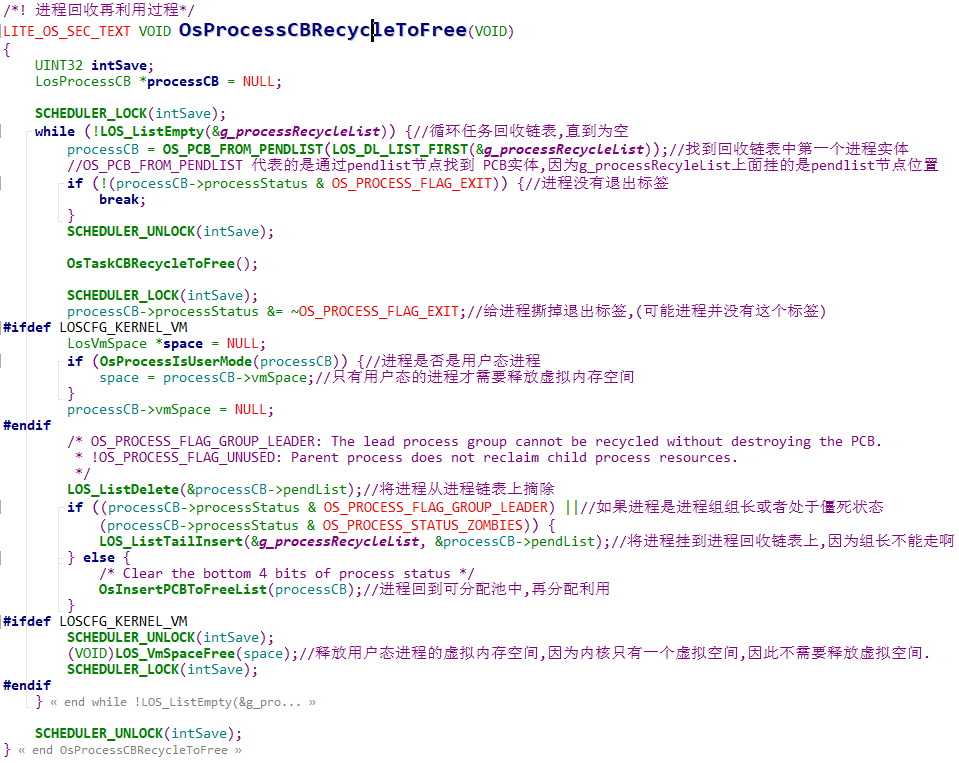 /*! 进程回收再利用过程*/
LITE_OS_SEC_TEXT VOID OsProcessCBRecycleToFree(VOID)
{
    UINT32 intSave;
    LosProcessCB *processCB = NULL;

    SCHEDULER_LOCK(intSave);
    while (!LOS_ListEmpty(&g_processRecycleList)) {//循环任务回收链表,直到为空
        processCB = OS_PCB_FROM_PENDLIST(LOS_DL_LIST_FIRST(&g_processRecycleList));//找到回收链表中第一个进程实体
        //OS_PCB_FROM_PENDLIST 代表的是通过pendlist节点找到 PCB实体,因为g_processRecyleList上面挂的是pendlist节点位置
        if (!(processCB->processStatus & OS_PROCESS_FLAG_EXIT)) {//进程没有退出标签
            break;
        }
        SCHEDULER_UNLOCK(intSave);

        OsTaskCBRecycleToFree();

        SCHEDULER_LOCK(intSave);
        processCB->processStatus &= ~OS_PROCESS_FLAG_EXIT;//给进程撕掉退出标签,(可能进程并没有这个标签)
#ifdef LOSCFG_KERNEL_VM
        LosVmSpace *space = NULL;
        if (OsProcessIsUserMode(processCB)) {//进程是否是用户态进程
            space = processCB->vmSpace;//只有用户态的进程才需要释放虚拟内存空间
        }
        processCB->vmSpace = NULL;
#endif
        /* OS_PROCESS_FLAG_GROUP_LEADER: The lead process group cannot be recycled without destroying the PCB.
         * !OS_PROCESS_FLAG_UNUSED: Parent process does not reclaim child process resources.
         */
        LOS_ListDelete(&processCB->pendList);//将进程从进程链表上摘除
        if ((processCB->processStatus & OS_PROCESS_FLAG_GROUP_LEADER) ||//如果进程是进程组组长或者处于僵死状态
            (processCB->processStatus & OS_PROCESS_STATUS_ZOMBIES)) {
            LOS_ListTailInsert(&g_processRecycleList, &processCB->pendList);//将进程挂到进程回收链表上,因为组长不能走啊
        } else {
            /* Clear the bottom 4 bits of process status */
            OsInsertPCBToFreeList(processCB);//进程回到可分配池中,再分配利用
        }
#ifdef LOSCFG_KERNEL_VM
        SCHEDULER_UNLOCK(intSave);
        (VOID)LOS_VmSpaceFree(space);//释放用户态进程的虚拟内存空间,因为内核只有一个虚拟空间,因此不需要释放虚拟空间.
        SCHEDULER_LOCK(intSave);
#endif
    } « end while !LOS_ListEmpty(&g_pro... »

    SCHEDULER_UNLOCK(intSave);
} « end OsProcessCBRecycleToFree »